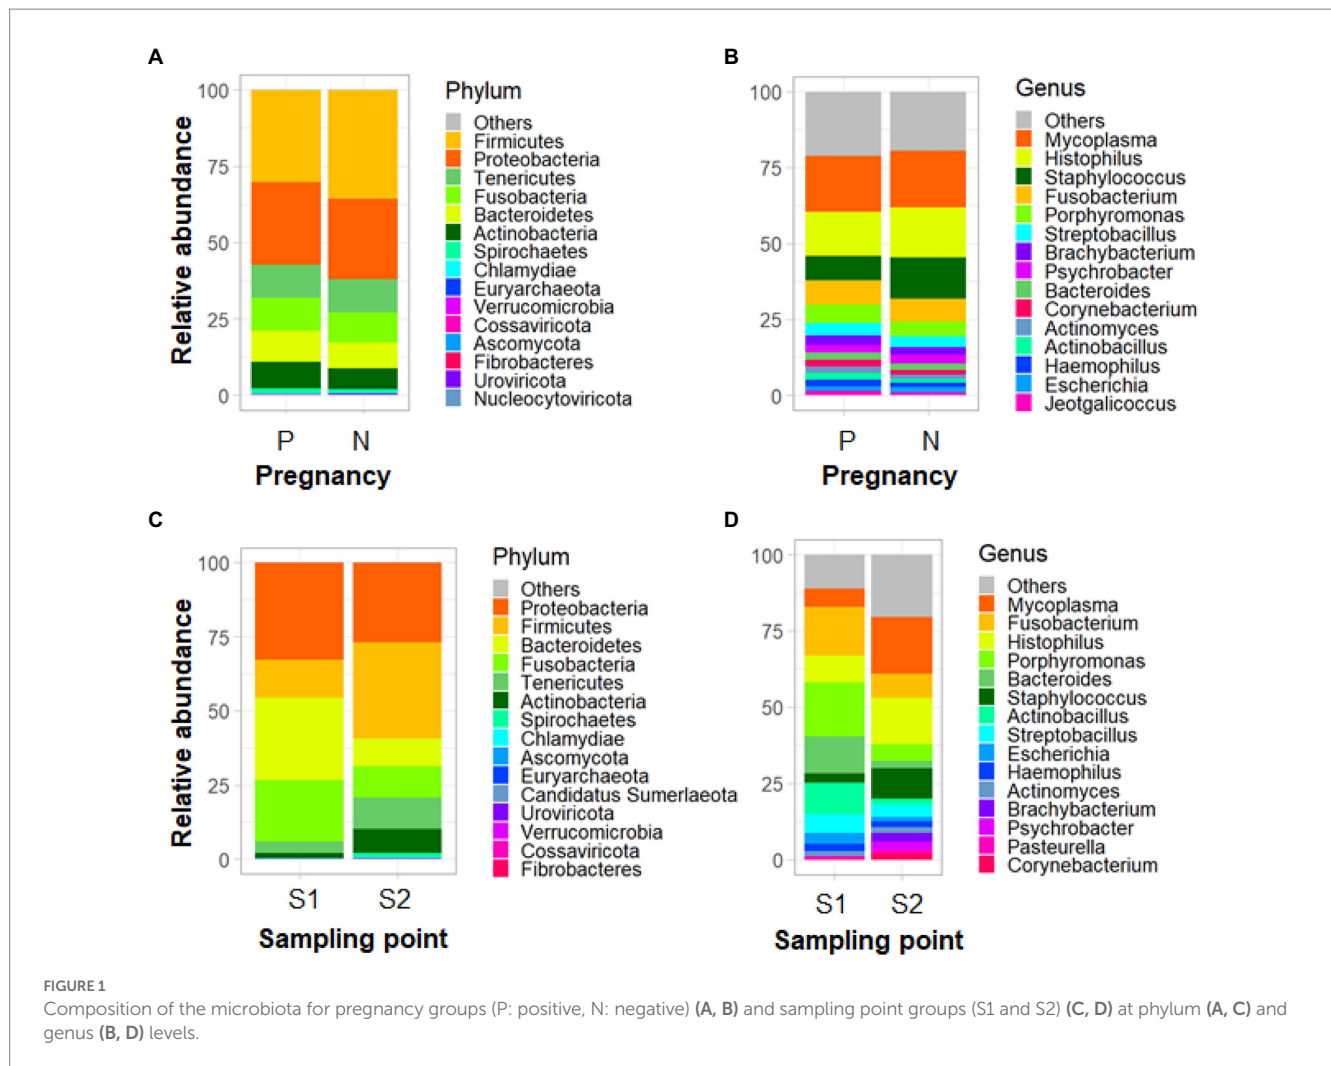 A
100
75
50
25
0
Relative abundance
P
N
Pregnancy
Phylum
Others
Firmicutes
Proteobacteria
Tenericutes
Fusobacteria
Bacteroidetes
Actinobacteria
Spirochaetes
Chlamydiae
Euryarchaeota
Verrucomicrobia
Cossaviricota
Ascomycota
Fibrobacteres
Uroviricota
Nucleocytoviricota
B
100
75
50
25
0
P
N
Pregnancy
Genus
Others
Mycoplasma
Histophilus
Staphylococcus
Fusobacterium
Porphyromonas
Streptobacillus
Brachybacterium
Psychrobacter
Bacteroides
Corynebacterium
Actinomyces
Actinobacillus
Haemophilus
Escherichia
Jeotgalicoccus
C
100
75
50
25
0
Relative abundance
S1
S2
Sampling point
Phylum
Others
Proteobacteria
Firmicutes
Bacteroidetes
Fusobacteria
Tenericutes
Actinobacteria
Spirochaetes
Chlamydiae
Ascomycota
Euryarchaeota
Candidatus Sumerlaeota
Uroviricota
Verrucomicrobia
Cossaviricota
Fibrobacteres
D
100
75
50
25
0
S1
S2
Sampling point
Genus
Others
Mycoplasma
Fusobacterium
Histophilus
Porphyromonas
Bacteroides
Staphylococcus
Actinobacillus
Streptobacillus
Escherichia
Haemophilus
Actinomyces
Brachybacterium
Psychrobacter
Pasteurella
Corynebacterium
FIGURE 1
Composition of the microbiota for pregnancy groups (P: positive, N: negative) (A, B) and sampling point groups (S1 and S2) (C, D) at phylum (A, C) and
genus (B, D) levels.